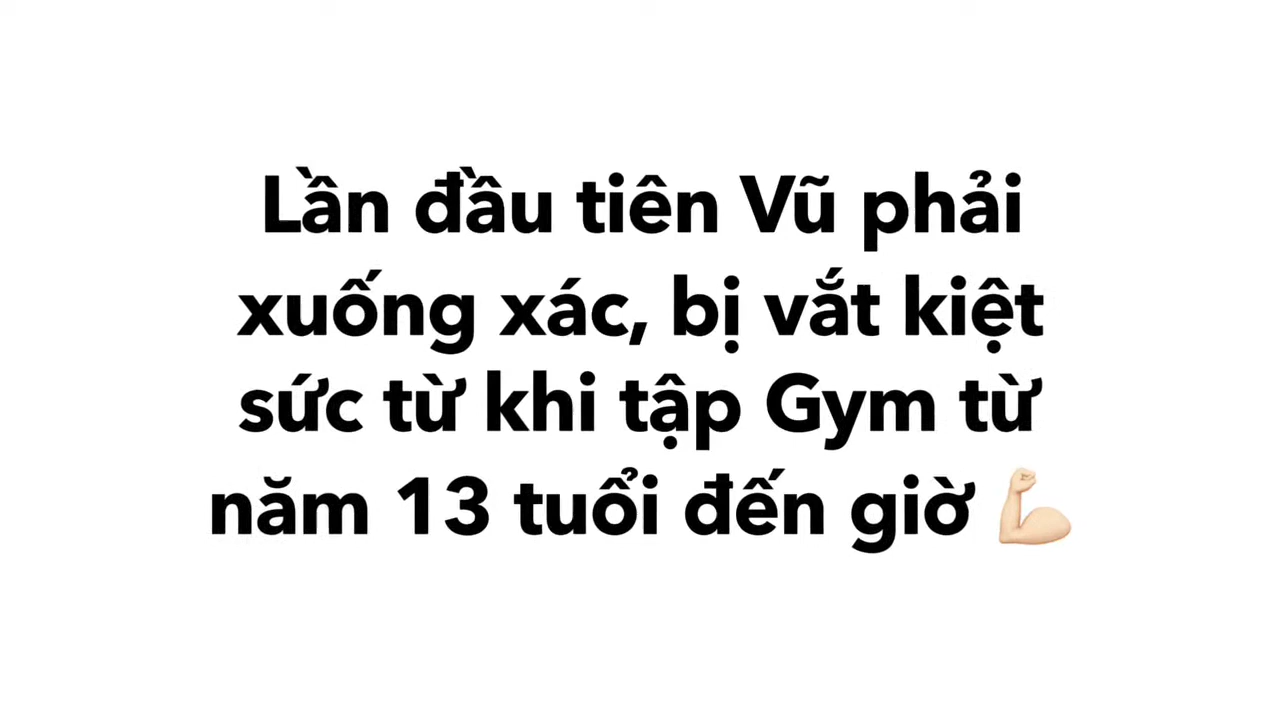 Lần đầu tiên Vũ phải
xuống xác, bị vắt kiệt
sức từ khi tập Gym từ
năm 13 tuổi đến giờ 💪🏻